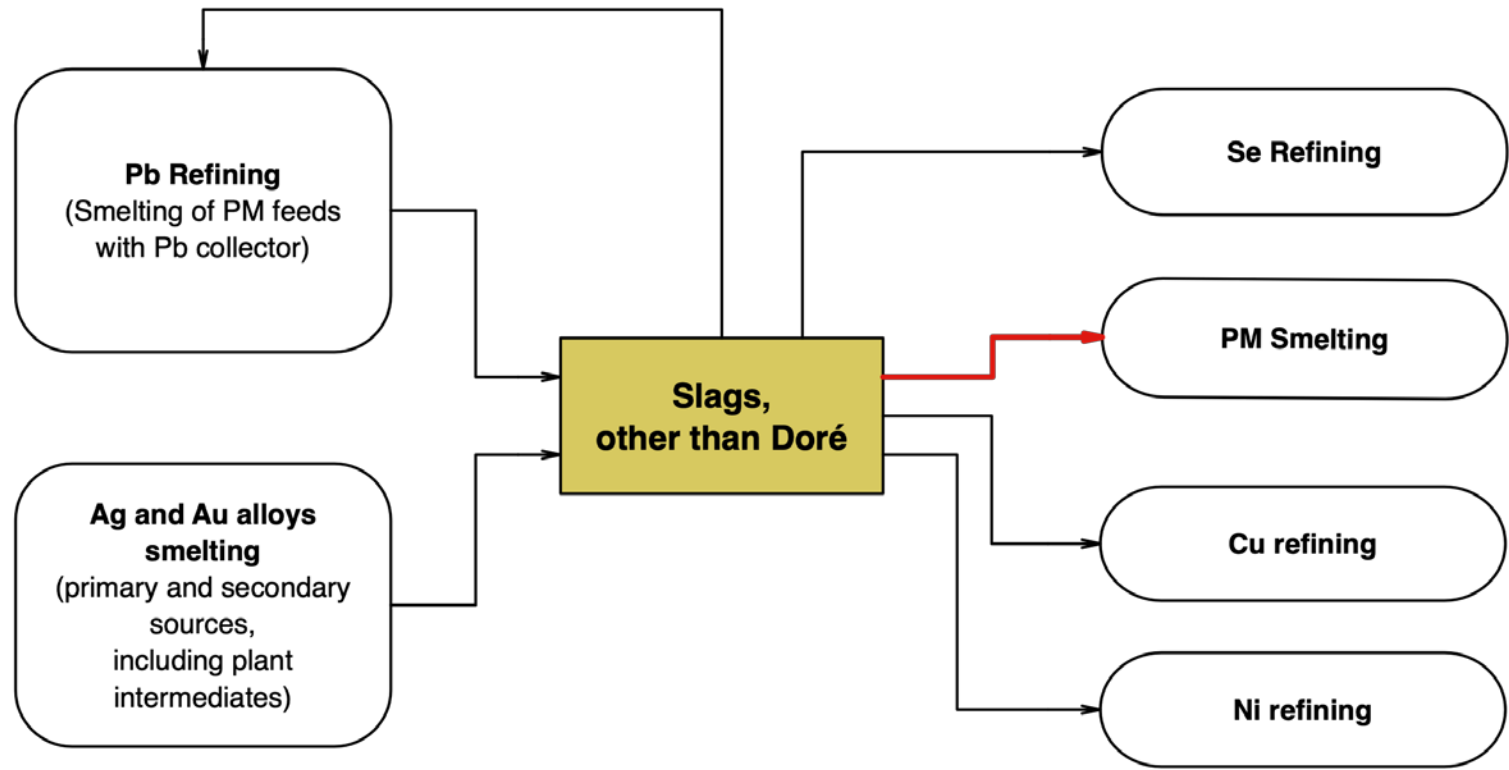 Pb Refining
(Smelting of PM feeds
with Pb collector)
Ag and Au alloys
smelting
(primary and secondary
sources,
including plant
intermediates)
Slags,
other than Doré
Se Refining
PM Smelting
Cu refining
Ni refining